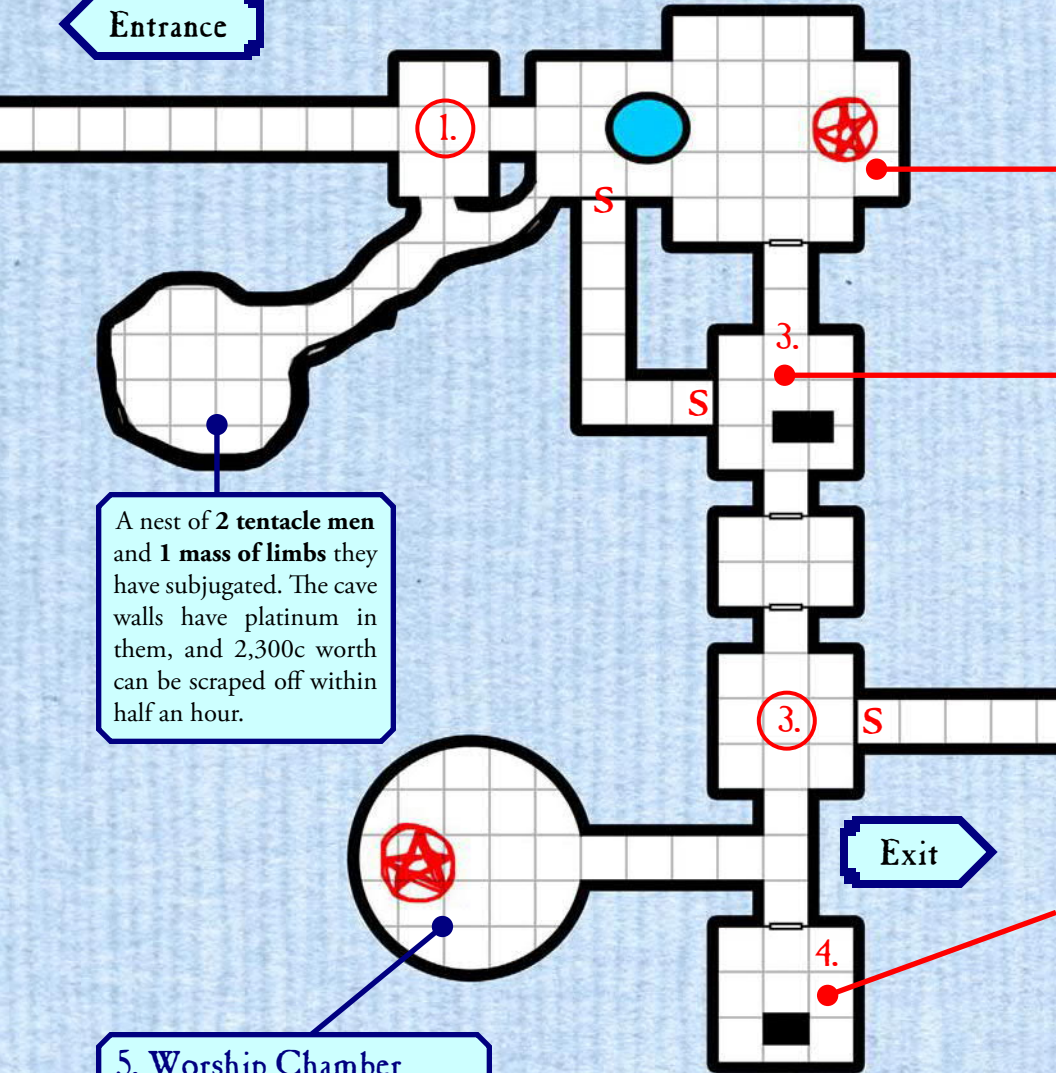 Entrance
1.
S
3.
S
A nest of 2 tentacle men
and 1 mass of limbs they
have subjugated. The cave
walls have platinum in
them, and 2,300c worth
can be scraped off within
half an hour.
3.
S
Exit
4.
5. Worship Chamber